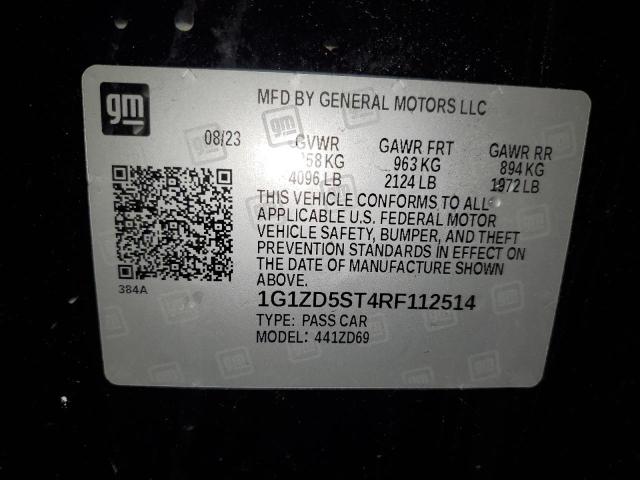 gm
MFD BY GENERAL MOTORS LLC
08/23 GVWR GAWR FRT GAWR RR
58KG 963 KG 894 KG
4096 LB 2124 LB 1972 LB
THIS VEHICLE CONFORMS TO ALL
APPLICABLE U.S. FEDERAL MOTOR
VEHICLE SAFETY, BUMPER, AND THEFT
PREVENTION STANDARDS IN EFFECT ON
THE DATE OF MANUFACTURE SHOWN
ABOVE.
384A
1G1ZD5ST4RF112514
TYPE: PASS CAR
MODEL: 441ZD69